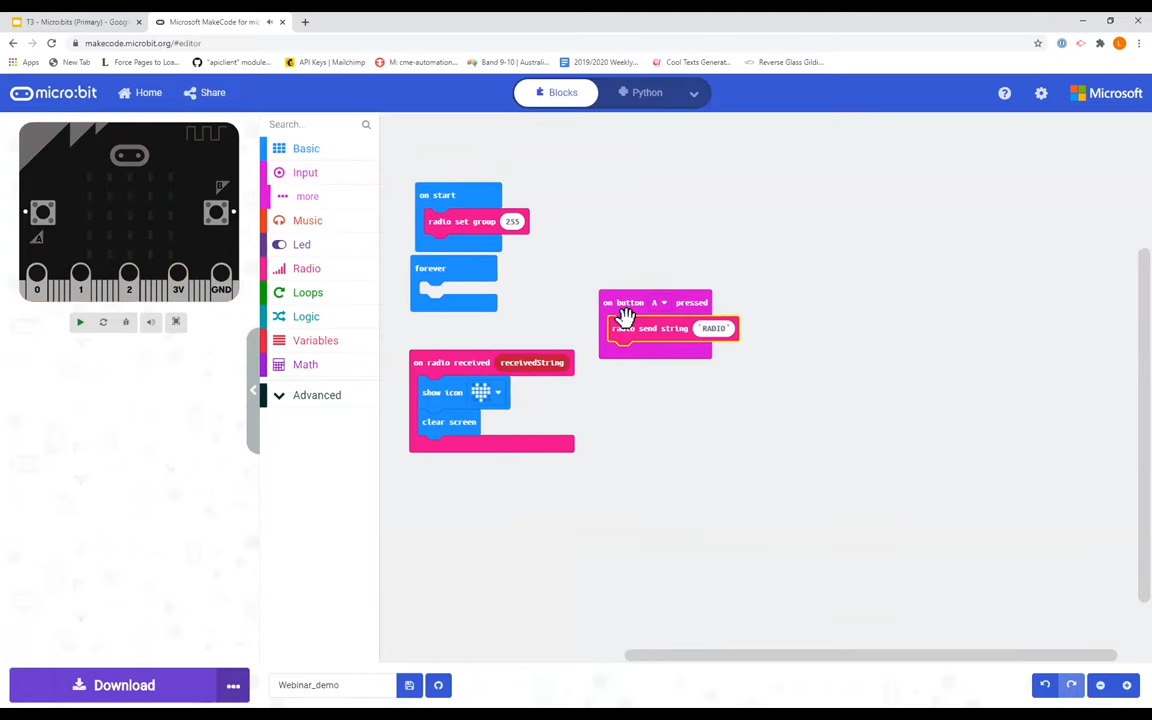 T3 - Micro:bits (Primary) - Googl
Microsoft MakeCode for mic
makecode.microbit.org/#editor
Apps
New Tab
Force Pages to Loa...
"apiclient" module...
API Keys | Mailchimp
M: cme-automation...
Band 9-10 | Australi...
2019/2020 Weekly...
Cool Texts Generat...
Reverse Glass Gildi...
micro:bit
Home
Share
Blocks
Python
Microsoft
Search...
Basic
Input
more
Music
Led
Radio
Loops
Logic
Variables
Math
Advanced
A
B
0 1 2 3V GND
on start
radio set group 255
forever
on button A pressed
radio send string "RADIO"
on radio received receivedString
show icon
clear screen
Download
Webinar_demo